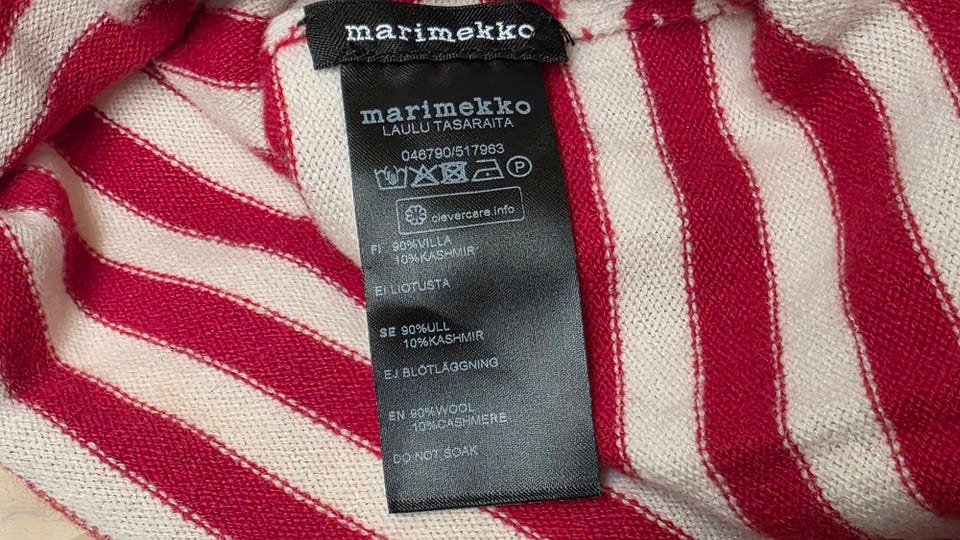 marimekko
marimekko
LAULU TASARAITA
046790/517963
P
clevercare.info
FI 90%VILLA
10%KASHMIR
EI LIOTUSTA
SE 90%ULL
10%KASHMIR
EJ BLÖTLÄGGNING
EN 90%WOOL
10%CASHMERE
DO NOT SOAK